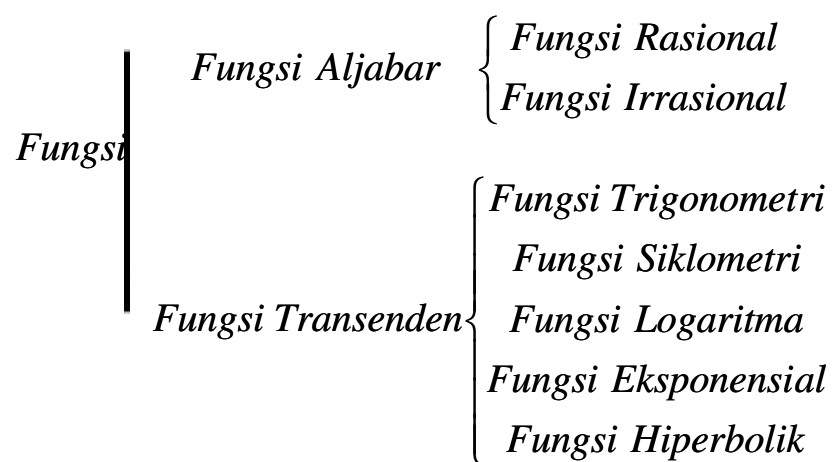 Fungsi
Fungsi Aljabar
Fungsi Rasional
Fungsi Irrasional
Fungsi Transenden
Fungsi Trigonometri
Fungsi Siklometri
Fungsi Logaritma
Fungsi Eksponensial
Fungsi Hiperbolik